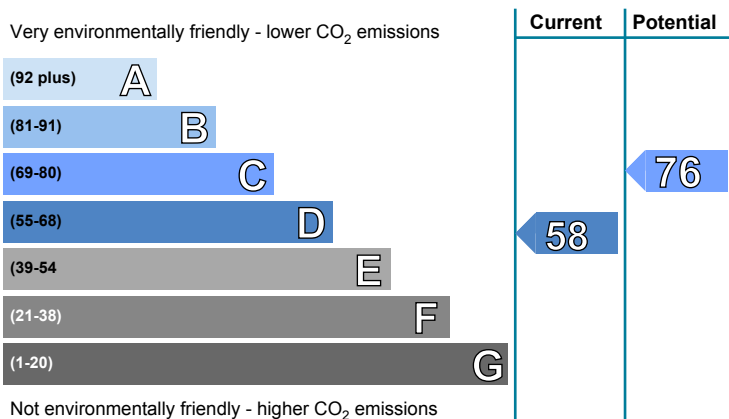 Very environmentally friendly - lower CO₂ emissions
Current
Potential
(92 plus) A
(81-91) B
(69-80) C
76
(55-68) D
58
(39-54 E
(21-38) F
(1-20) G
Not environmentally friendly - higher CO₂ emissions